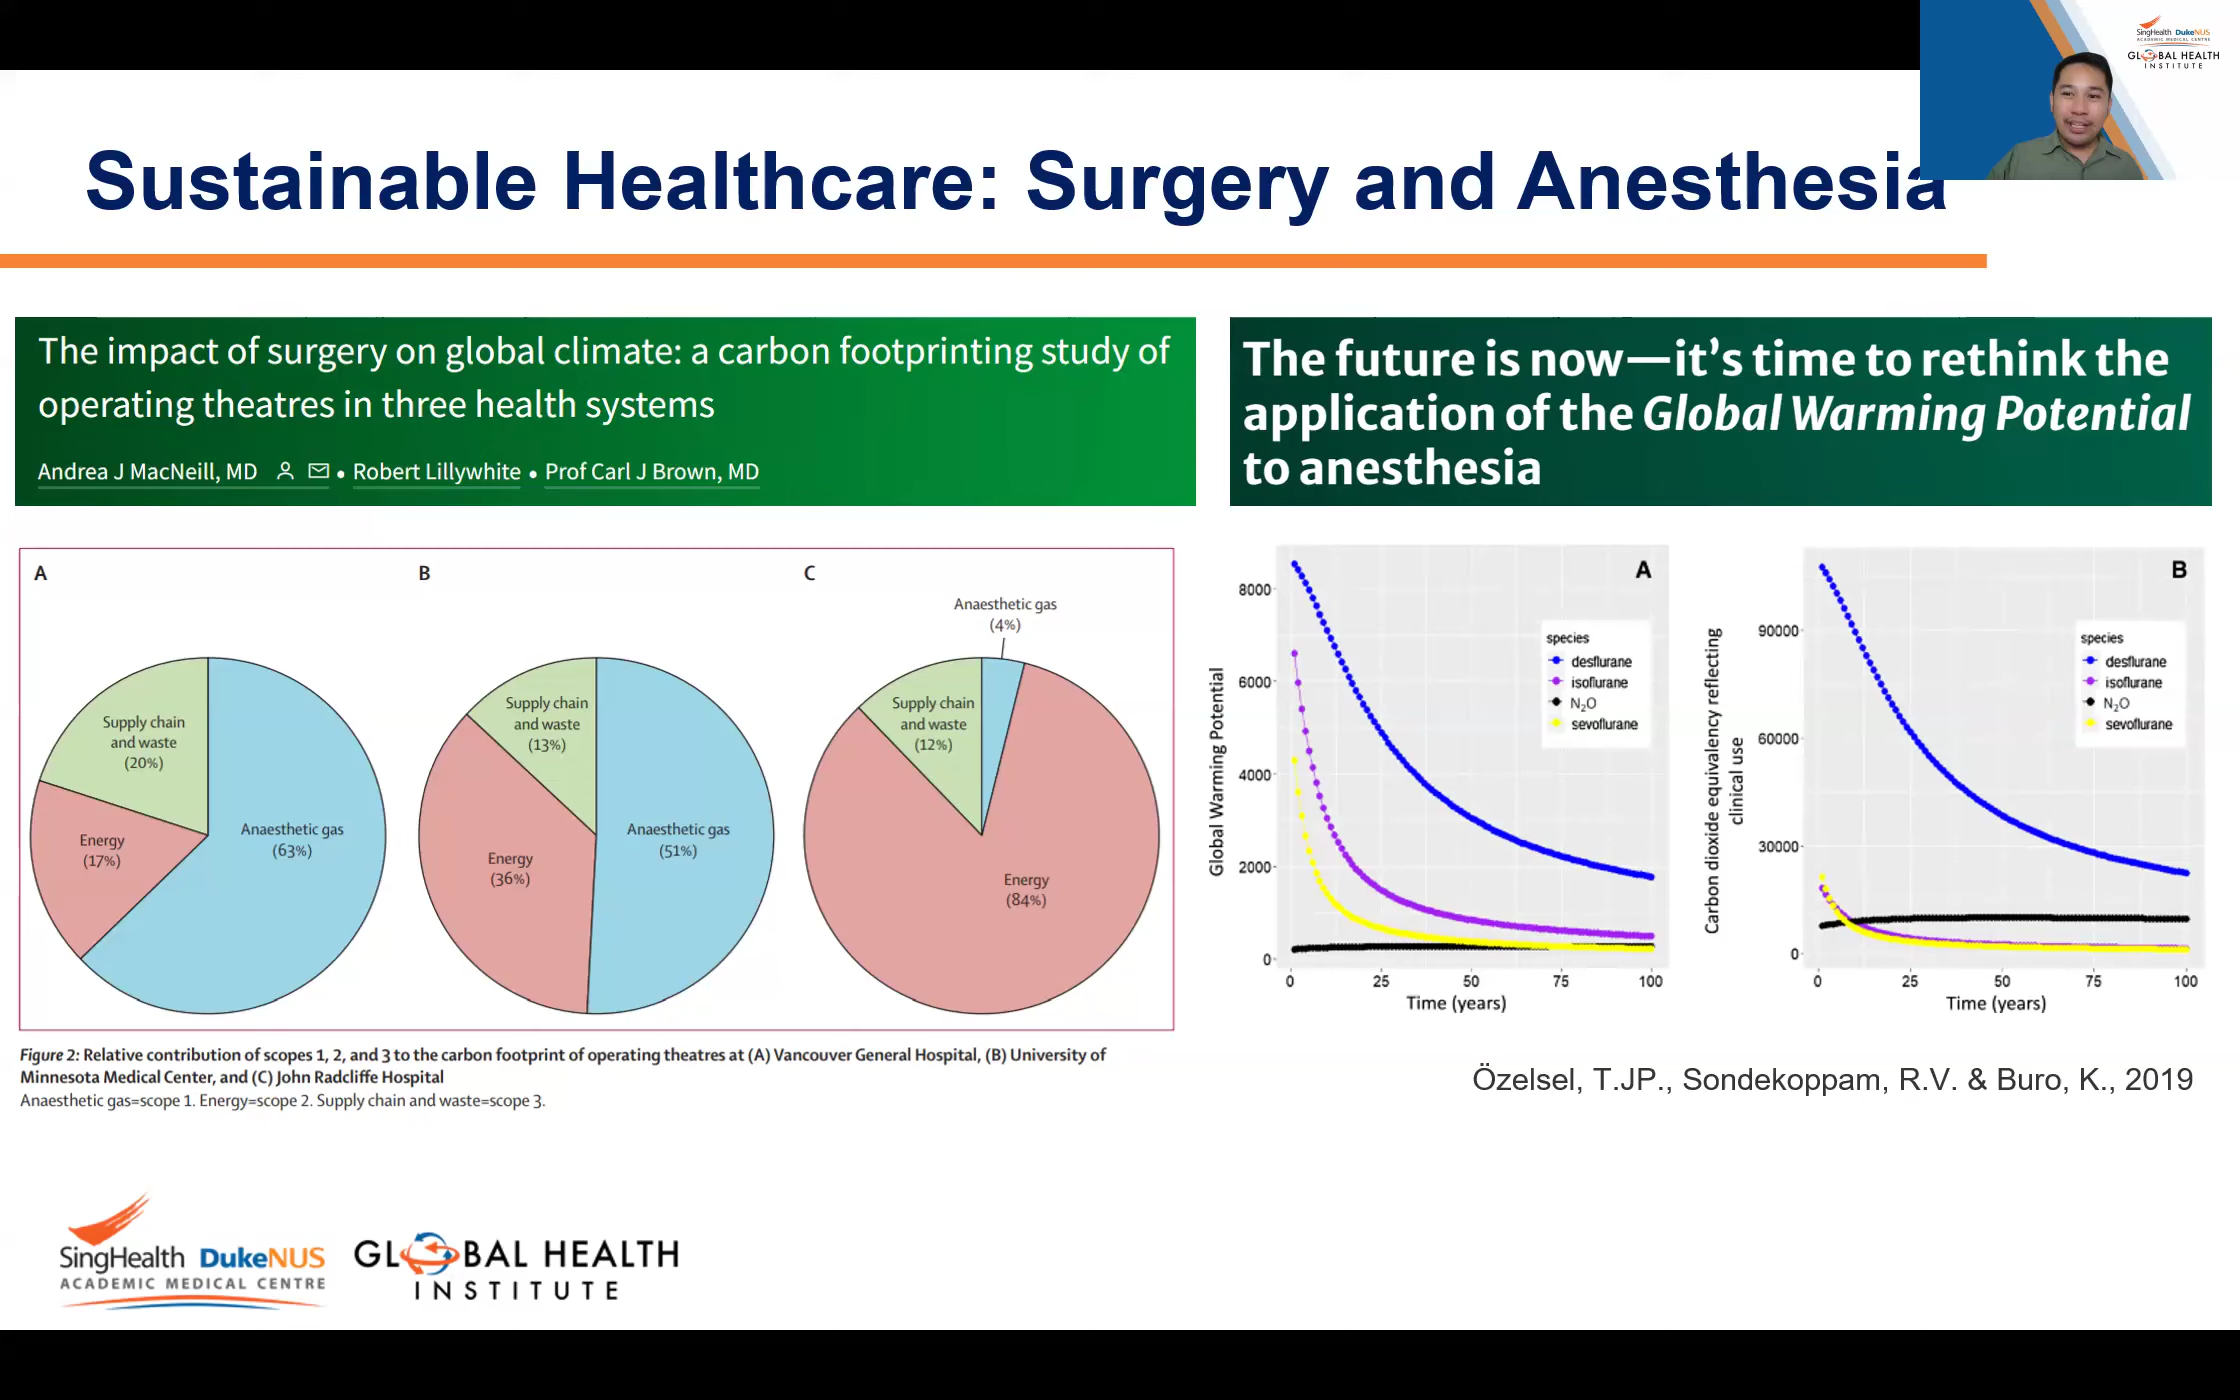 SingHealth DukeNUS
ACADEMIC MEDICAL CENTRE
GLOBAL HEALTH
INSTITUTE
Sustainable Healthcare: Surgery and Anesthesia
The impact of surgery on global climate: a carbon footprinting study of
operating theatres in three health systems
Andrea J MacNeill, MD • Robert Lillywhite • Prof Carl J Brown, MD
The future is now—it's time to rethink the
application of the Global Warming Potential
to anesthesia
A
Supply chain
and waste
(20%)
Energy
(17%)
Anaesthetic gas
(63%)
B
Supply chain
and waste
(13%)
Energy
(36%)
Anaesthetic gas
(51%)
C
Anaesthetic gas
(4%)
Supply chain
and waste
(12%)
Energy
(84%)
Figure 2: Relative contribution of scopes 1, 2, and 3 to the carbon footprint of operating theatres at (A) Vancouver General Hospital, (B) University of
Minnesota Medical Center, and (C) John Radcliffe Hospital
Anaesthetic gas=scope 1. Energy=scope 2. Supply chain and waste=scope 3.
A
Global Warming Potential
8000
6000
4000
2000
0
species
desflurane
isoflurane
N₂O
sevoflurane
0 25 50 75 100
Time (years)
B
Carbon dioxide equivalency reflecting
clinical use
90000
60000
30000
0
species
desflurane
isoflurane
N₂O
sevoflurane
0 25 50 75 100
Time (years)
Özelsel, T.JP., Sondekoppam, R.V. & Buro, K., 2019
SingHealth DukeNUS
ACADEMIC MEDICAL CENTRE
GLOBAL HEALTH
INSTITUTE